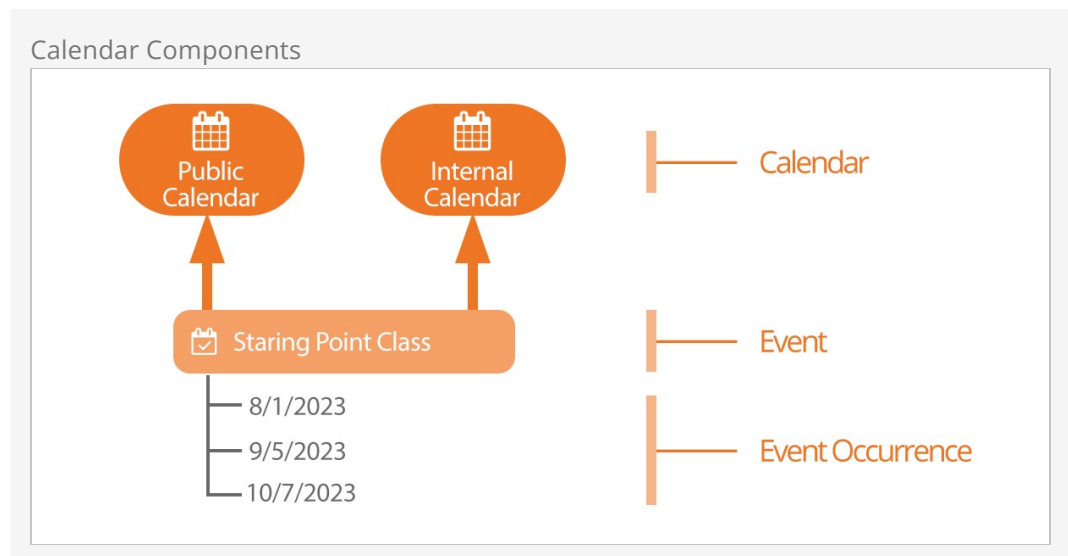 Calendar Components
Public
Calendar
Internal
Calendar
Calendar
Staring Point Class
Event
8/1/2023
9/5/2023
10/7/2023
Event Occurrence